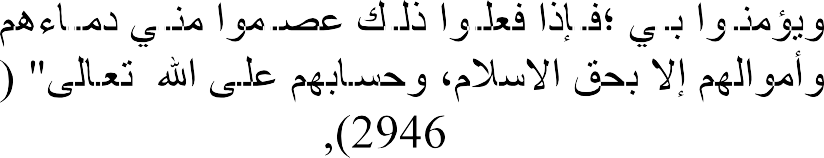 ويؤمنوا بي ؛فإذا فعلوا ذلك عصموا مني دماءهم
وأموالهم إلا بحق الاسلام، وحسابهم على الله تعالى" (
2946),